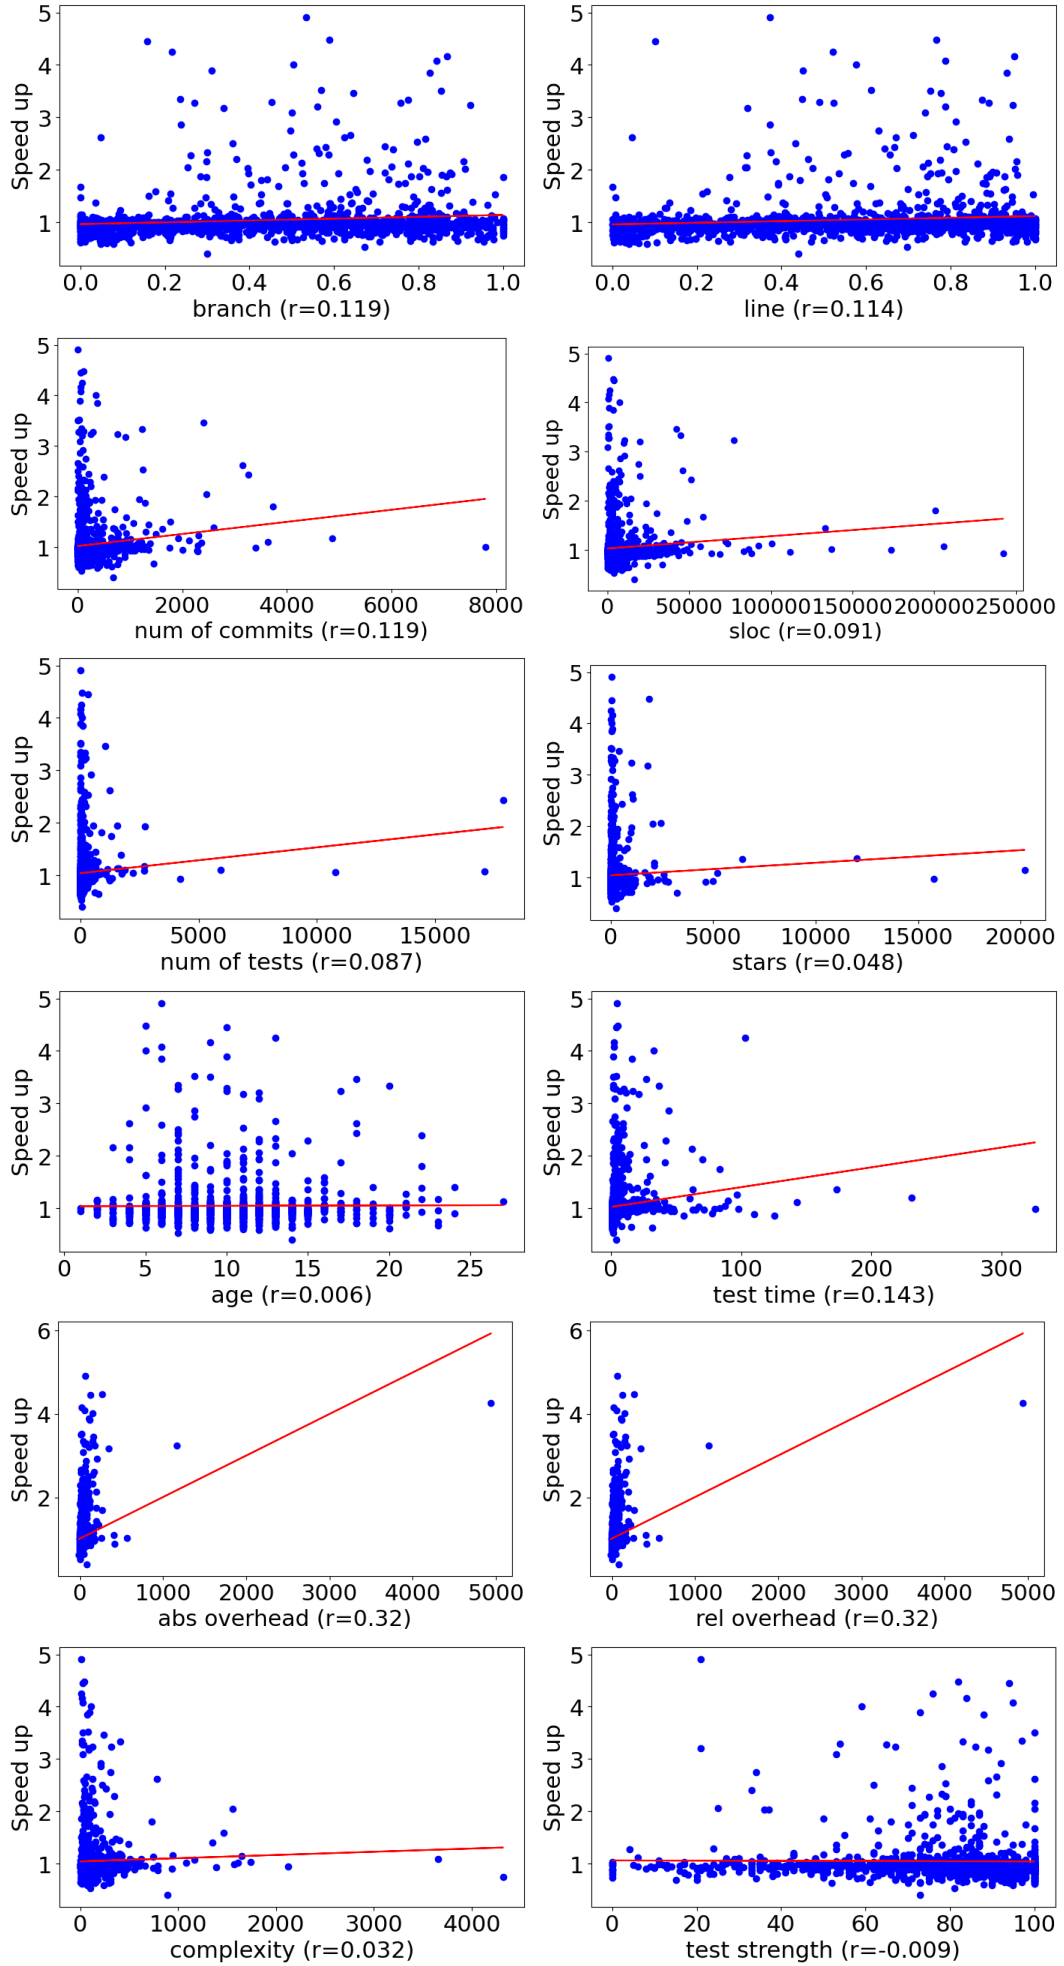 5
4
3
2
1
Speed up
0.0 0.2 0.4 0.6 0.8 1.0
branch (r=0.119)
5
4
3
2
1
Speed up
0.0 0.2 0.4 0.6 0.8 1.0
line (r=0.114)
5
4
3
2
1
Speed up
0 2000 4000 6000 8000
num of commits (r=0.119)
5
4
3
2
1
Speed up
0 50000 100000 150000 200000 250000
sloc (r=0.091)
5
4
3
2
1
Speed up
0 5000 10000 15000
num of tests (r=0.087)
5
4
3
2
1
Speed up
0 5000 10000 15000 20000
stars (r=0.048)
5
4
3
2
1
Speed up
0 5 10 15 20 25
age (r=0.006)
5
4
3
2
1
Speed up
0 100 200 300
test time (r=0.143)
6
4
2
Speed up
0 1000 2000 3000 4000 5000
abs overhead (r=0.32)
6
4
2
Speed up
0 1000 2000 3000 4000 5000
rel overhead (r=0.32)
5
4
3
2
1
Speed up
0 1000 2000 3000 4000
complexity (r=0.032)
5
4
3
2
1
Speed up
0 20 40 60 80 100
test strength (r=-0.009)